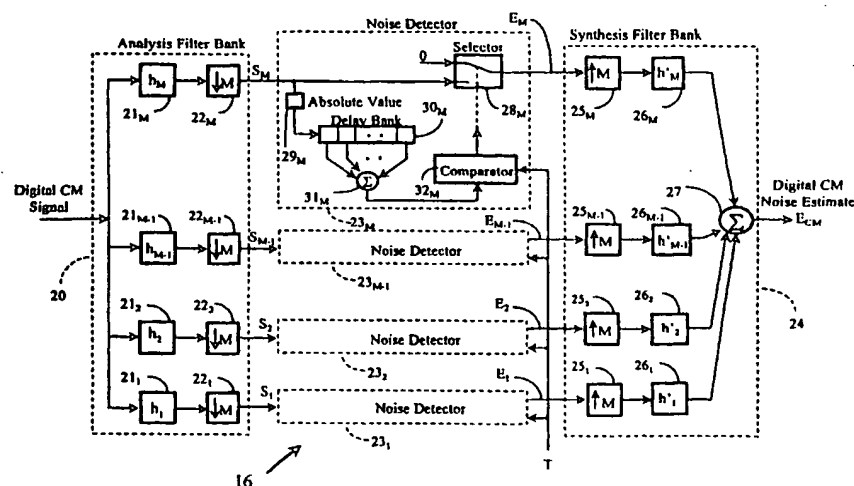 Noise Detector
Analysis Filter Bank
Synthesis Filter Bank
S_M
0
Selector
E_M
h_M
↓M
↑M
h'_M
21_M
22_M
Absolute Value
Delay Bank
30_M
28_M
25_M
26_M
29_M
. .
. .
Comparator
Σ
31_M
32_M
Digital CM
Signal
21_M-1
22_M-1
23_M
E_M-1
25_M-1
26_M-1
27
Digital CM
Noise Estimate
E_CM
Σ
h_M-1
↓M
S_M-1
Noise Detector
↑M
h'_M-1
20
23_M-1
21_2
22_2
S_2
E_2
25_2
26_2
24
h_2
↓M
Noise Detector
↑M
h'_2
23_2
21_1
22_1
S_1
E_1
25_1
26_1
h_1
↓M
Noise Detector
↑M
h'_1
23_1
16
T